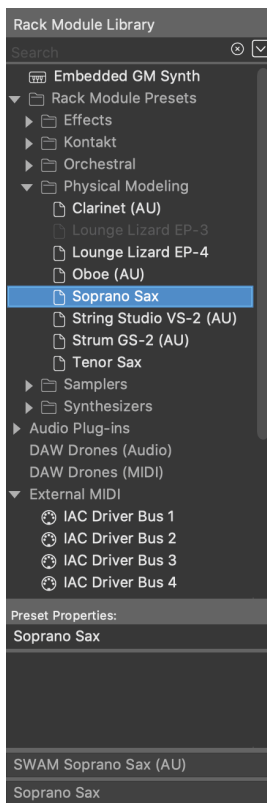 Rack Module Library
Search
Embedded GM Synth
Rack Module Presets
Effects
Kontakt
Orchestral
Physical Modeling
Clarinet (AU)
Lounge Lizard EP-3
Lounge Lizard EP-4
Oboe (AU)
Soprano Sax
String Studio VS-2 (AU)
Strum GS-2 (AU)
Tenor Sax
Samplers
Synthesizers
Audio Plug-ins
DAW Drones (Audio)
DAW Drones (MIDI)
External MIDI
IAC Driver Bus 1
IAC Driver Bus 2
IAC Driver Bus 3
IAC Driver Bus 4
Preset Properties:
Soprano Sax
SWAM Soprano Sax (AU)
Soprano Sax